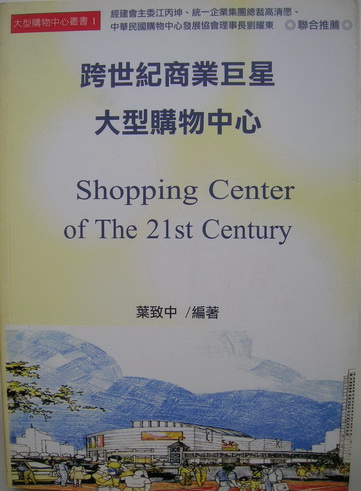 大型購物中心叢書 1
經建會主委江丙坤、統一企業集團總裁高清愿、
中華民國購物中心發展協會理事長劉耀東 ◎聯合推薦◎
跨世紀商業巨星
大型購物中心
Shopping Center
of The 21st Century
葉致中 /編著